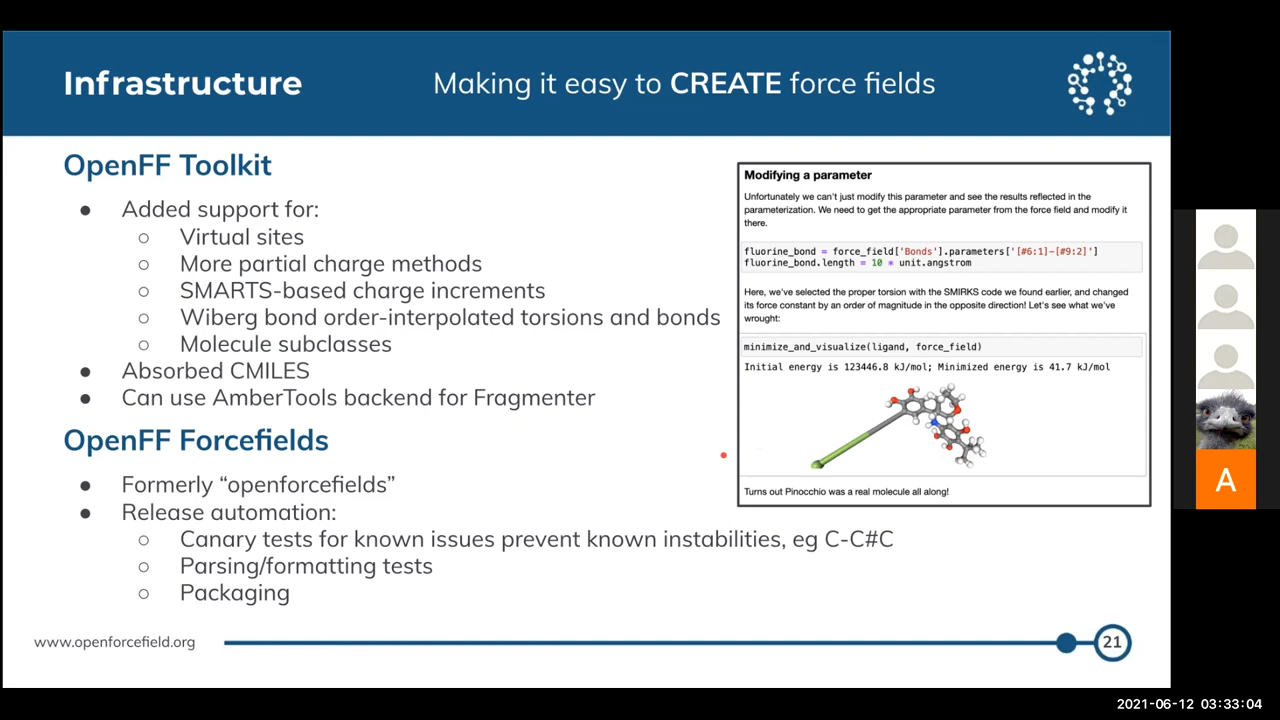 Infrastructure
Making it easy to CREATE force fields
OpenFF Toolkit
● Added support for:
○ Virtual sites
○ More partial charge methods
○ SMARTS-based charge increments
○ Wiberg bond order-interpolated torsions and bonds
○ Molecule subclasses
● Absorbed CMILES
● Can use AmberTools backend for Fragmenter
OpenFF Forcefields
● Formerly “openforcefields”
● Release automation:
○ Canary tests for known issues prevent known instabilities, eg C-C#C
○ Parsing/formatting tests
○ Packaging
Modifying a parameter
Unfortunately we can't just modify this parameter and see the results reflected in the
parameterization. We need to get the appropriate parameter from the force field and modify it
there.
fluorine_bond = force_field['Bonds'].parameters['[#6:1]-[#9:2]']
fluorine_bond.length = 10 * unit.angstrom
Here, we've selected the proper torsion with the SMIRKS code we found earlier, and changed
its force constant by an order of magnitude in the opposite direction! Let's see what we've
wrought:
minimize_and_visualize(ligand, force_field)
Initial energy is 123446.8 kJ/mol; Minimized energy is 41.7 kJ/mol
Turns out Pinocchio was a real molecule all along!
www.openforcefield.org
21
A
2021-06-12 03:33:04